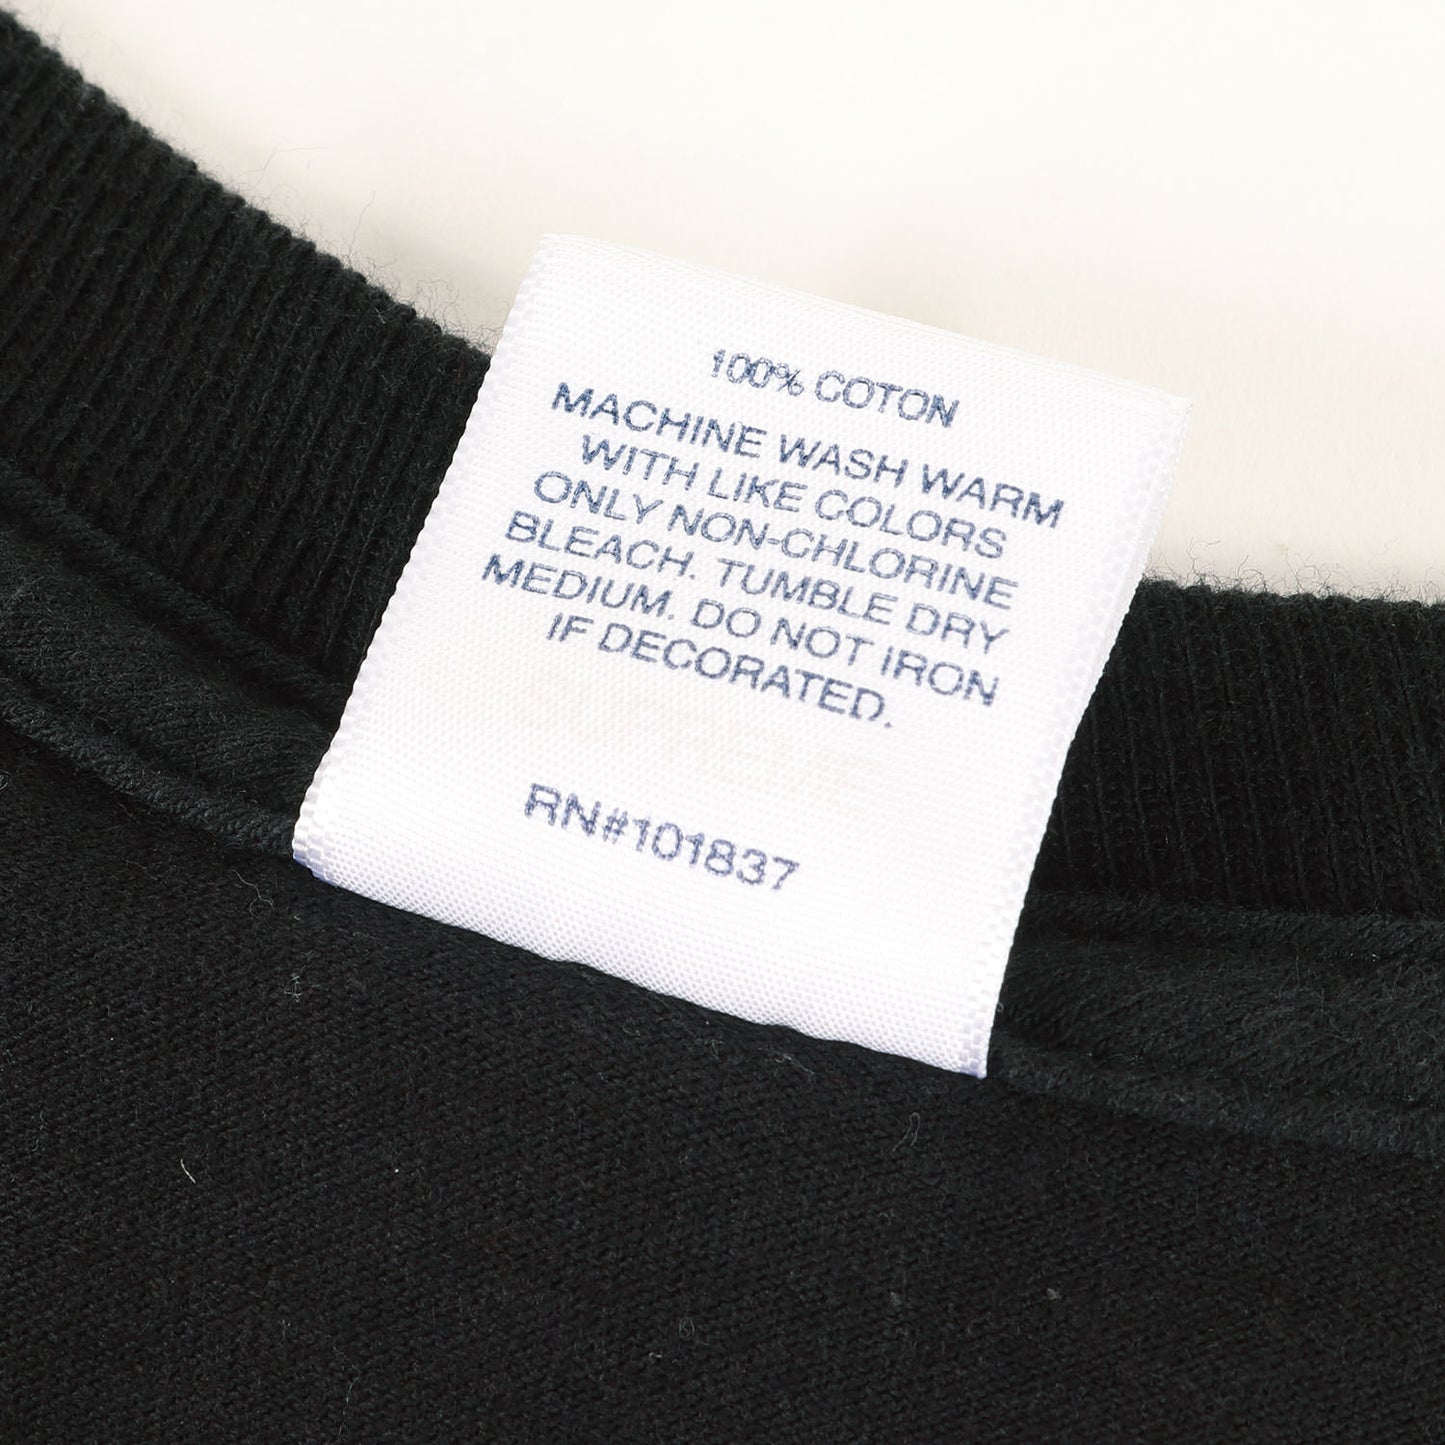 100% COTON
MACHINE WASH WARM
WITH LIKE COLORS
ONLY NON-CHLORINE
BLEACH. TUMBLE DRY
MEDIUM. DO NOT IRON
IF DECORATED.
RN#101837